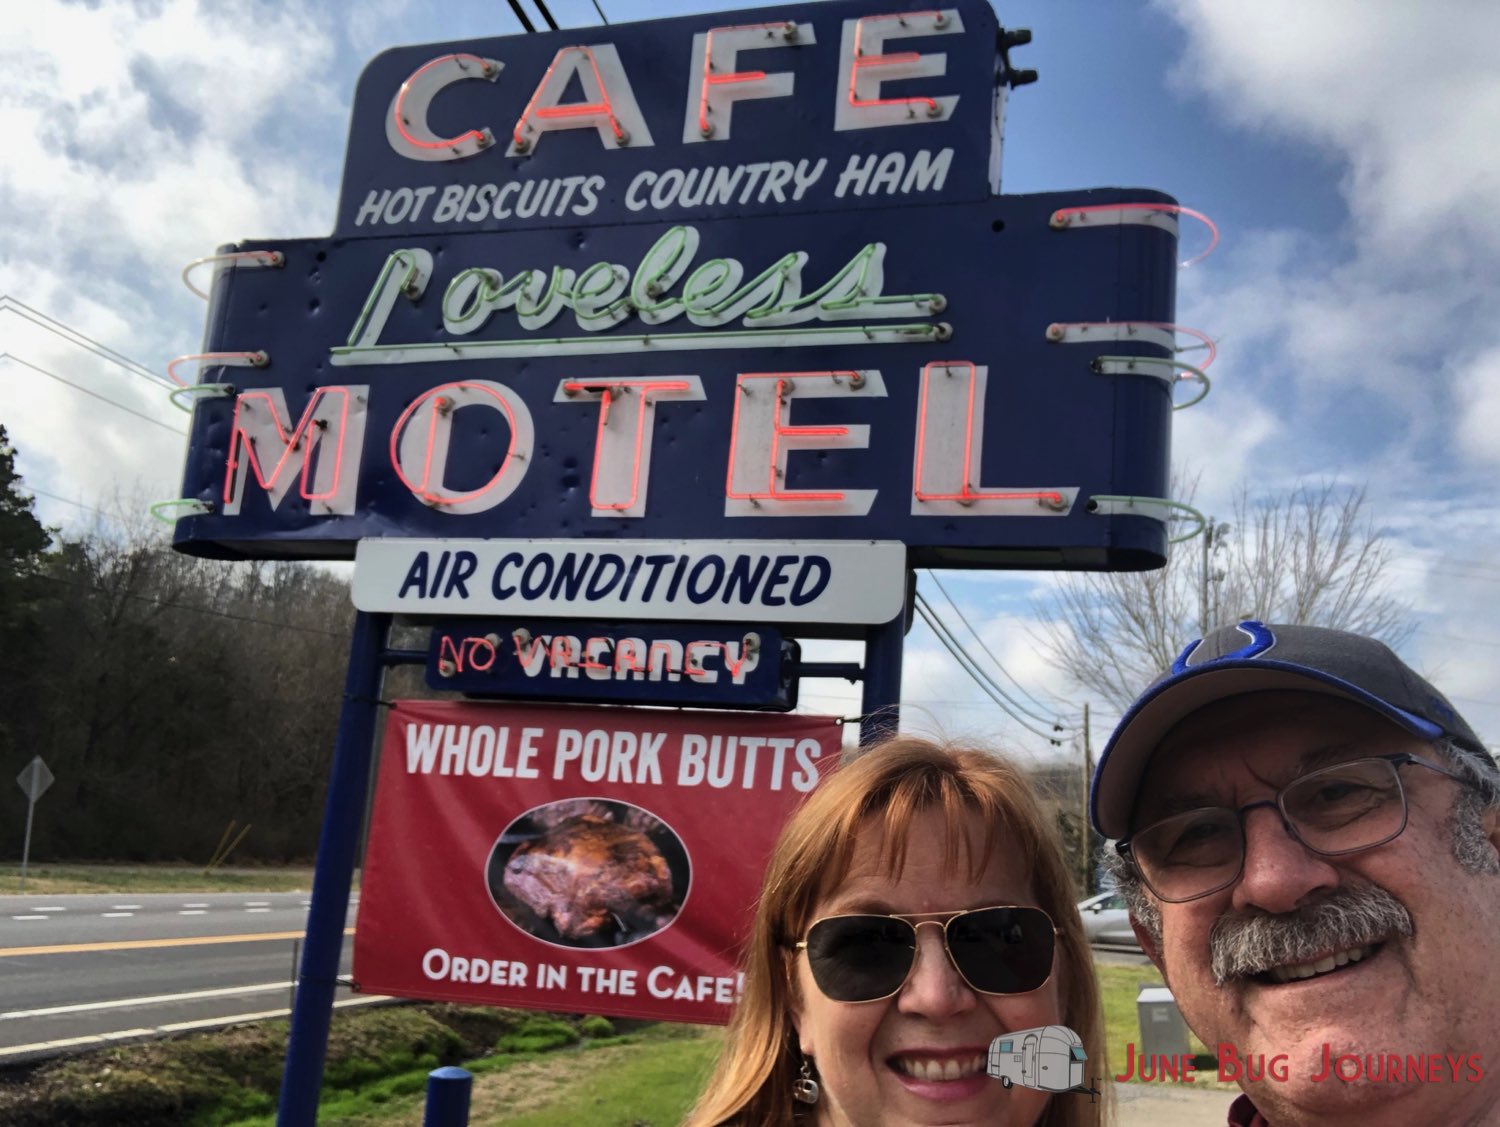 CAFE
HOT BISCUITS COUNTRY HAM
Loveless
MOTEL
AIR CONDITIONED
NO VACANCY
WHOLE PORK BUTTS
ORDER IN THE CAFE!
JUNE BUG JOURNEYS